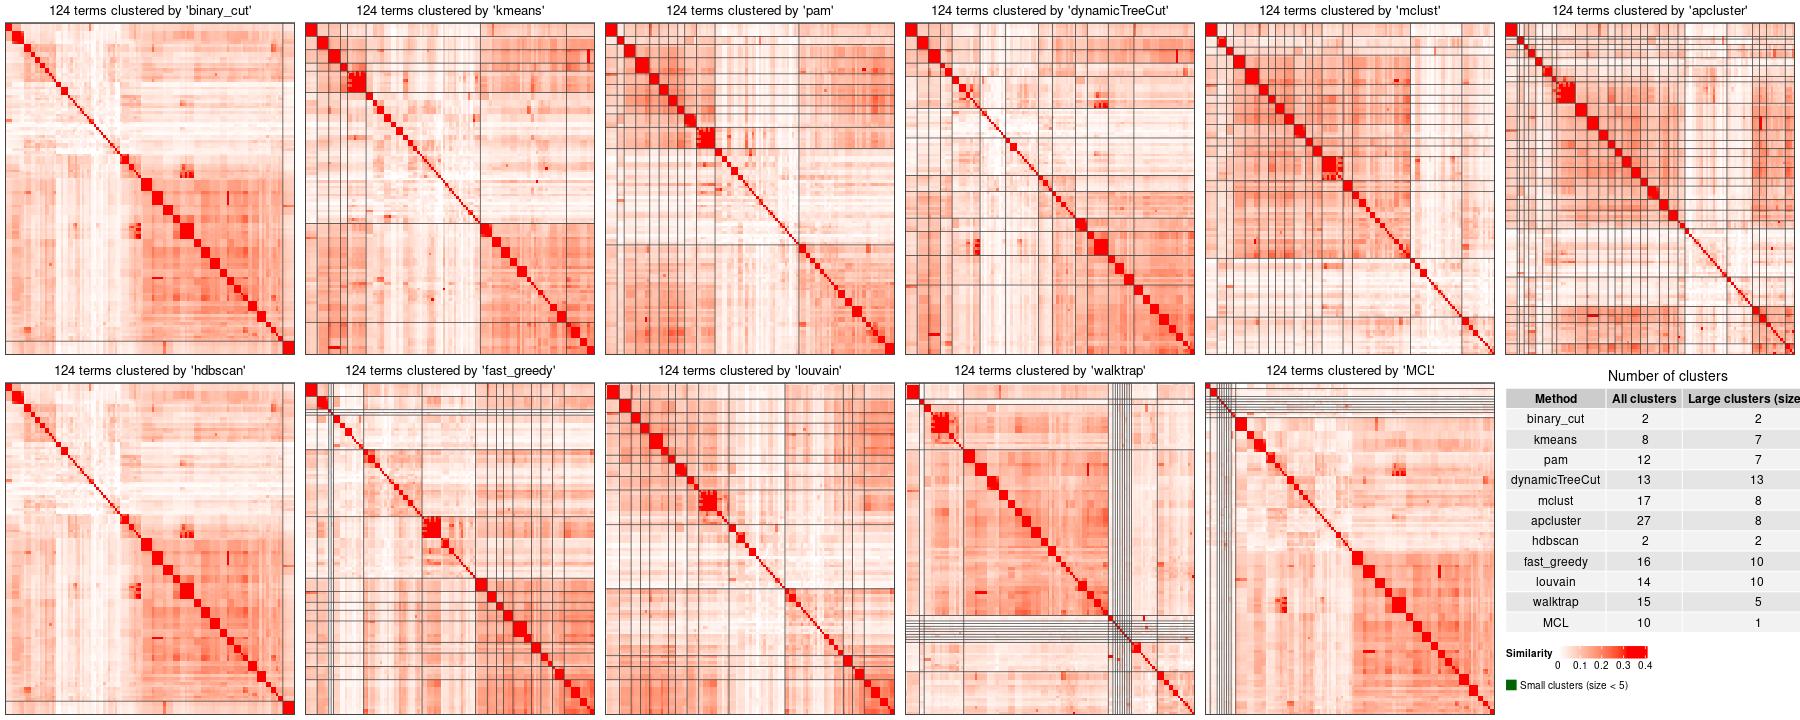 124 terms clustered by 'binary_cut'
124 terms clustered by 'kmeans'
124 terms clustered by 'pam'
124 terms clustered by 'dynamicTreeCut'
124 terms clustered by 'mclust'
124 terms clustered by 'apcluster'
124 terms clustered by 'hdbscan'
124 terms clustered by 'fast_greedy'
124 terms clustered by 'louvain'
124 terms clustered by 'walktrap'
124 terms clustered by 'MCL'
Number of clusters
Method All clusters Large clusters (size
binary_cut 2 2
kmeans 8 7
pam 12 7
dynamicTreeCut 13 13
mclust 17 8
apcluster 27 8
hdbscan 2 2
fast_greedy 16 10
louvain 14 10
walktrap 15 5
MCL 10 1
Similarity
0 0.1 0.2 0.3 0.4
Small clusters (size < 5)